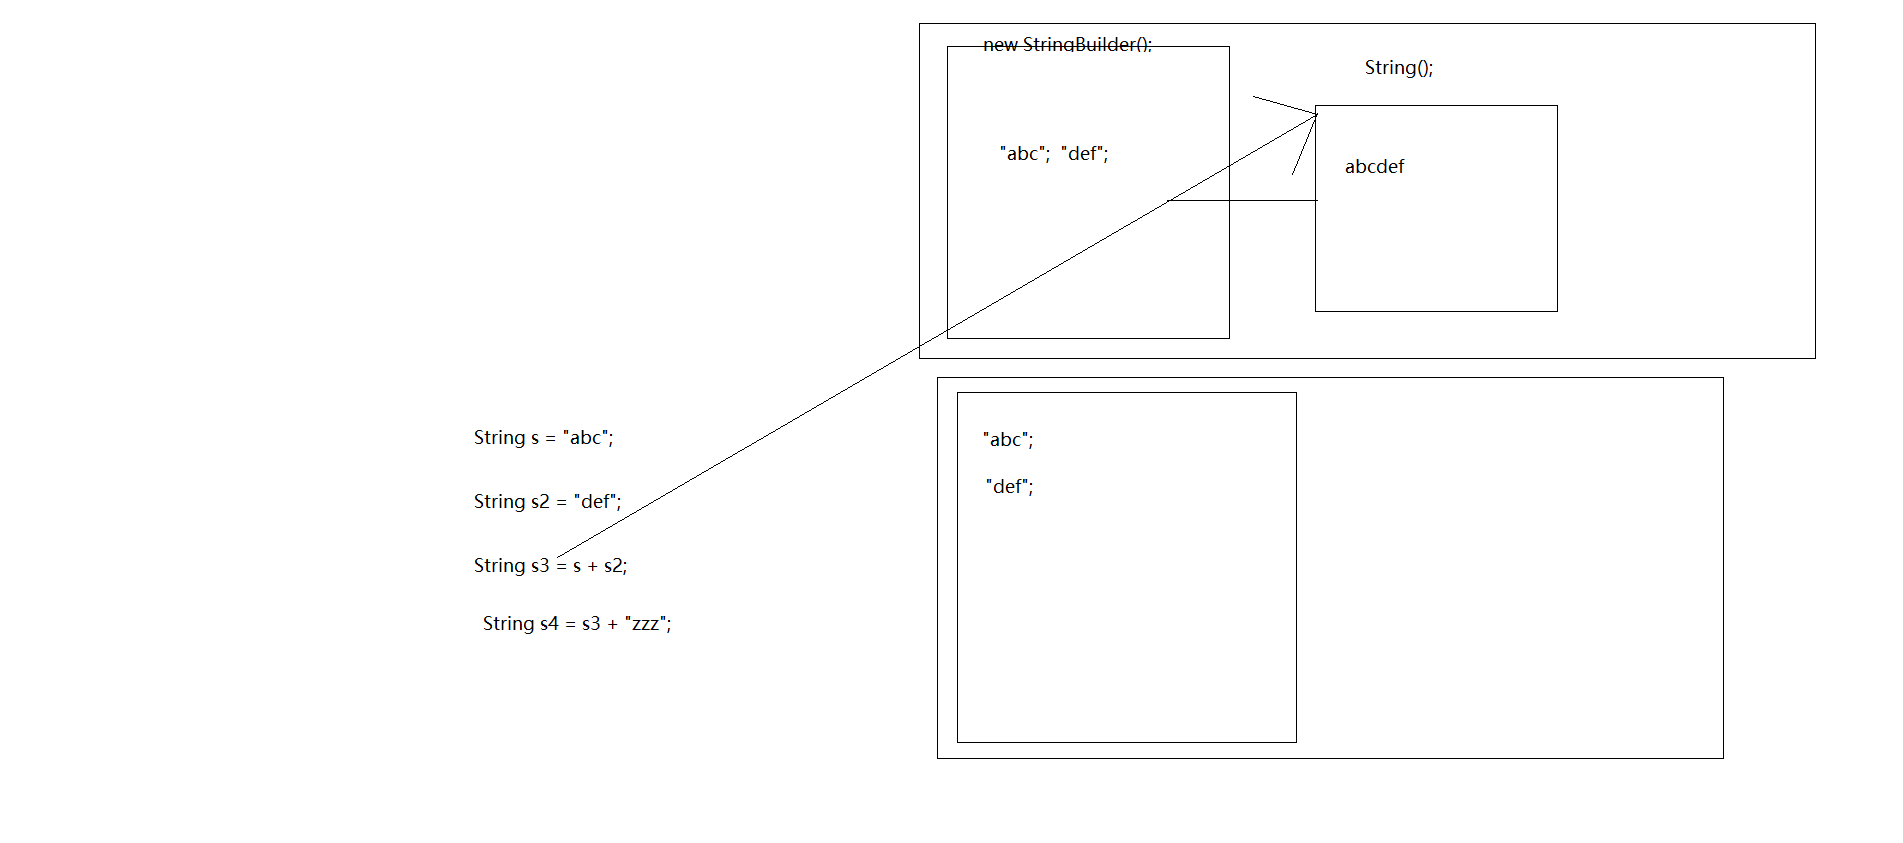 new StringBuilder();
String();
"abc";  "def";
abcdef
String s = "abc";
String s2 = "def";
String s3 = s + s2;
String s4 = s3 + "zzz";
"abc";
"def";